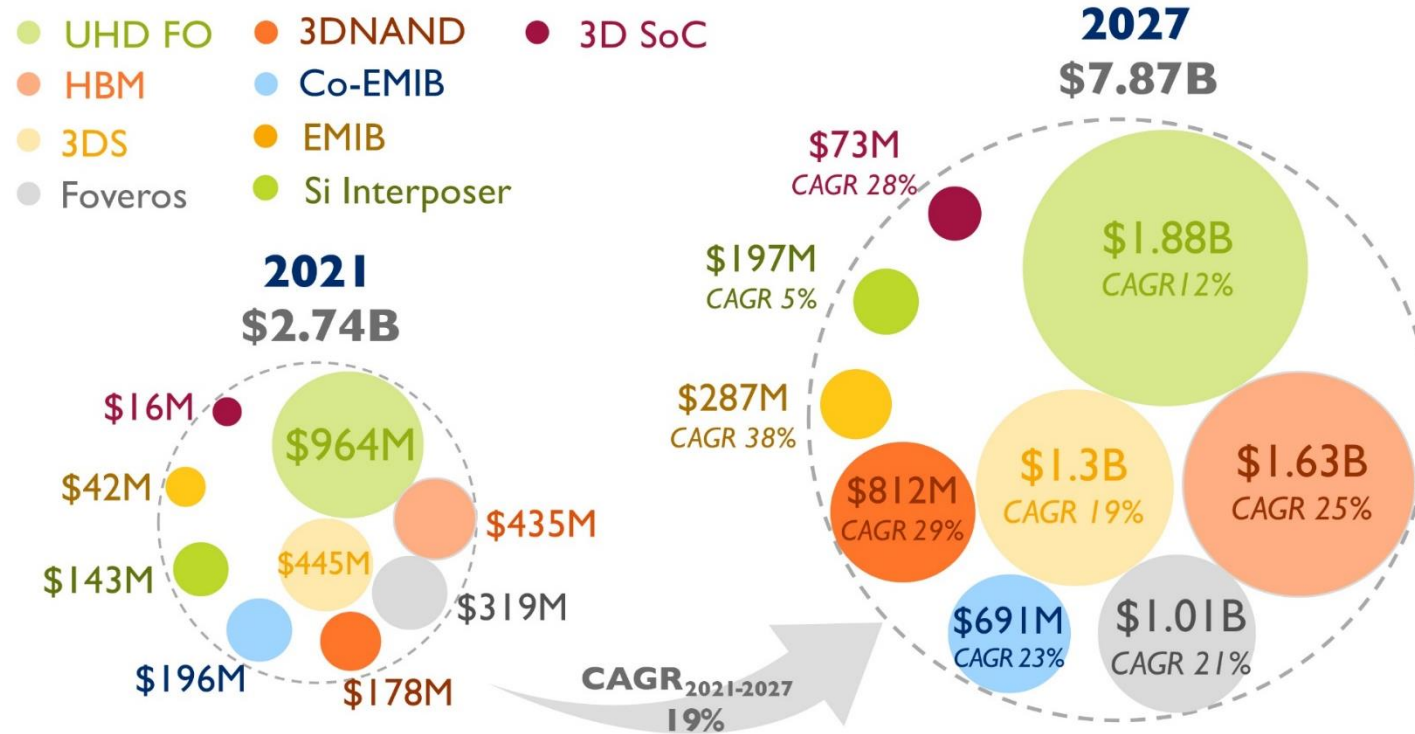 UHD FO
3DNAND
3D SoC
HBM
Co-EMIB
3DS
EMIB
Foveros
Si Interposer
2021
$2.74B
$16M
$964M
$42M
$435M
$445M
$143M
$319M
$196M
$178M
CAGR2021-2027
19%
2027
$7.87B
$73M
CAGR 28%
$1.88B
CAGR12%
$197M
CAGR 5%
$287M
CAGR 38%
$812M
CAGR 29%
$1.3B
CAGR 19%
$1.63B
CAGR 25%
$691M
CAGR 23%
$1.01B
CAGR 21%